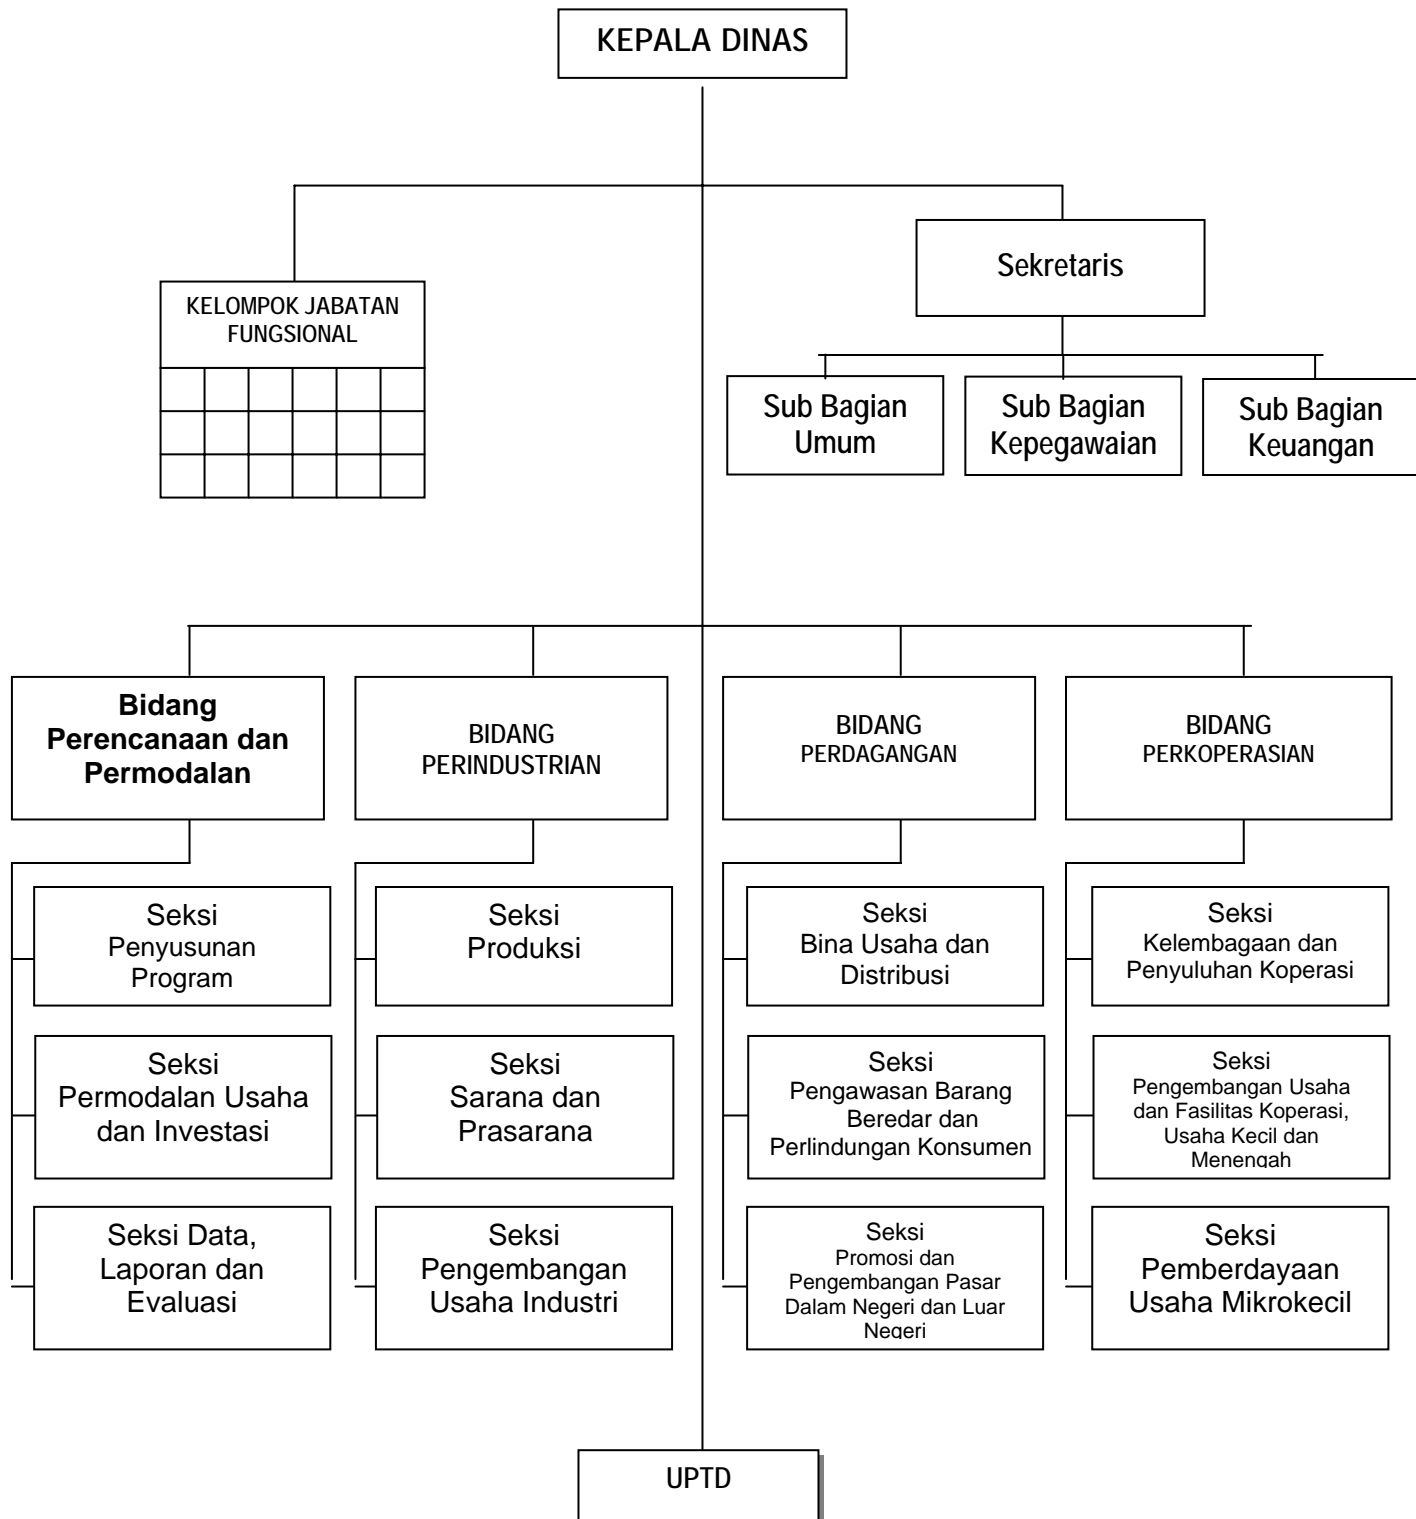 KEPALA DINAS
Sekretaris
KELOMPOK JABATAN
FUNGSIONAL
Sub Bagian
Umum
Sub Bagian
Kepegawaian
Sub Bagian
Keuangan
Bidang
Perencanaan dan
Permodalan
BIDANG
PERINDUSTRIAN
BIDANG
PERDAGANGAN
BIDANG
PERKOPERASIAN
Seksi
Penyusunan
Program
Seksi
Produksi
Seksi
Bina Usaha dan
Distribusi
Seksi
Kelembagaan dan
Penyuluhan Koperasi
Seksi
Permodalan Usaha
dan Investasi
Seksi
Sarana dan
Prasarana
Seksi
Pengawasan Barang
Beredar dan
Perlindungan Konsumen
Seksi
Pengembangan Usaha
dan Fasilitas Koperasi,
Usaha Kecil dan
Menengah
Seksi Data,
Laporan dan
Evaluasi
Seksi
Pengembangan
Usaha Industri
Seksi
Promosi dan
Pengembangan Pasar
Dalam Negeri dan Luar
Negeri
Seksi
Pemberdayaan
Usaha Mikrokecil
UPTD